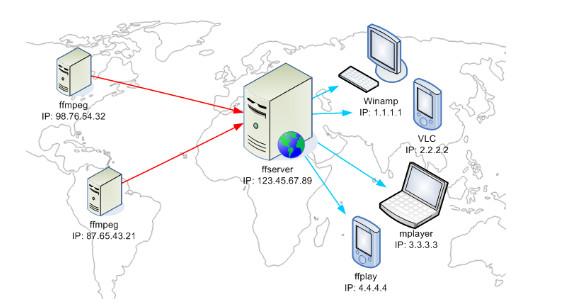 ffmpeg
IP: 98.76.54.32
ffmpeg
IP: 87.65.43.21
ffserver
IP: 123.45.67.89
Winamp
IP: 1.1.1.1
VLC
IP: 2.2.2.2
mplayer
IP: 3.3.3.3
ffplay
IP: 4.4.4.4